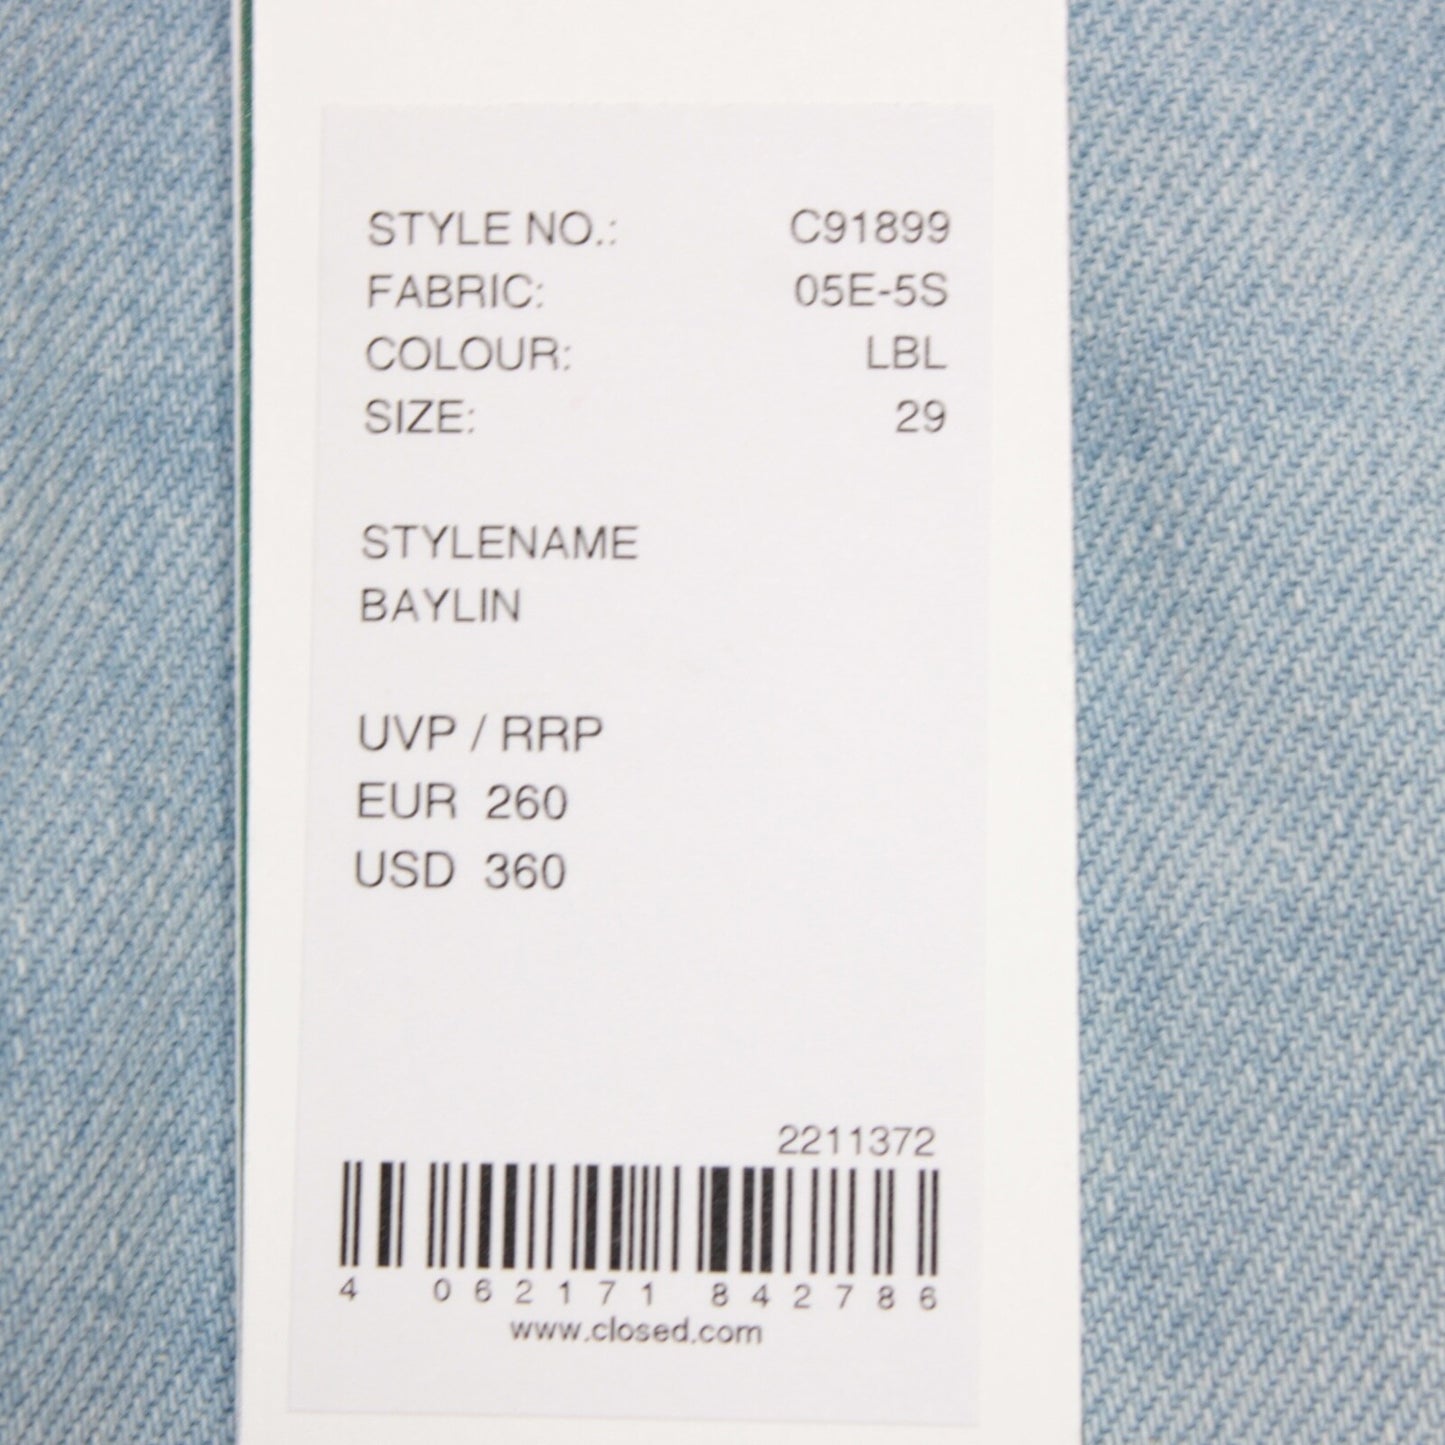 STYLE NO.: C91899
FABRIC: 05E-5S
COLOUR: LBL
SIZE: 29
STYLENAME
BAYLIN
UVP / RRP
EUR 260
USD 360
2211372
4 062171 842786
www.closed.com